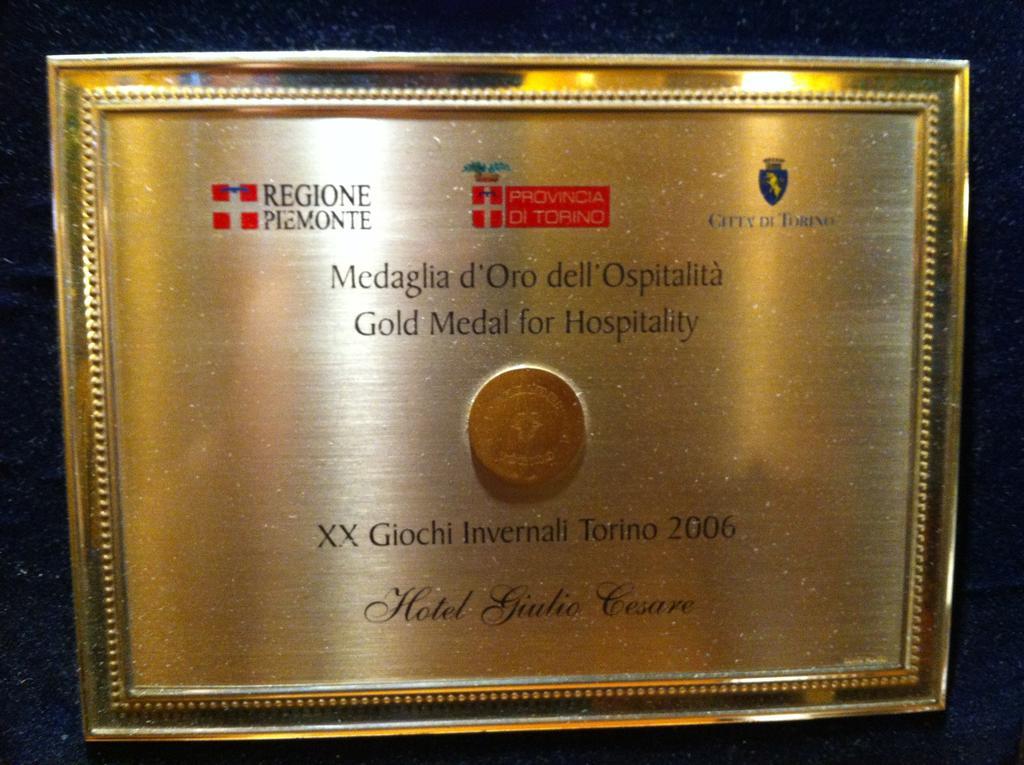 REGIONE
PIEMONTE
PROVINCIA
DI TORINO
CITTA' DI TORINO
Medaglia d'Oro dell'Ospitalità
Gold Medal for Hospitality
XX Giochi Invernali Torino 2006
Hotel Giulio Cesare